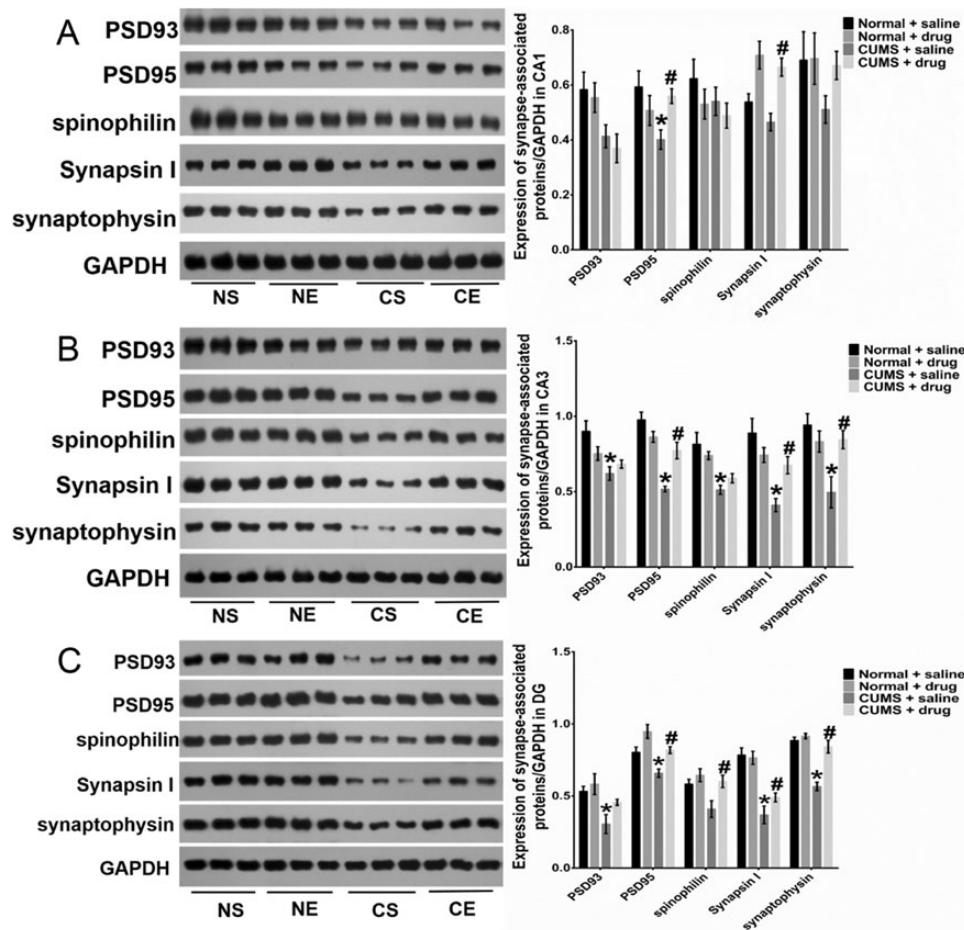 A
PSD93
PSD95
spinophilin
Synapsin I
synaptophysin
GAPDH
NS NE CS CE
Expression of synapse-associated
proteins/GAPDH in CA1
0.8
0.6
0.4
0.2
0.0
Normal + saline
Normal + drug
CUMS + saline
CUMS + drug
* # #
PSD93 PSD95 spinophilin Synapsin I synaptophysin
B
PSD93
PSD95
spinophilin
Synapsin I
synaptophysin
GAPDH
NS NE CS CE
Expression of synapse-associated
proteins/GAPDH in CA3
1.5
1.0
0.5
0.0
Normal + saline
Normal + drug
CUMS + saline
CUMS + drug
* * # * * # * #
PSD93 PSD95 spinophilin Synapsin I synaptophysin
C
PSD93
PSD95
spinophilin
Synapsin I
synaptophysin
GAPDH
NS NE CS CE
Expression of synapse-associated
proteins/GAPDH in DG
1.5
1.0
0.5
0.0
Normal + saline
Normal + drug
CUMS + saline
CUMS + drug
* * # # * # * #
PSD93 PSD95 spinophilin Synapsin I synaptophysin